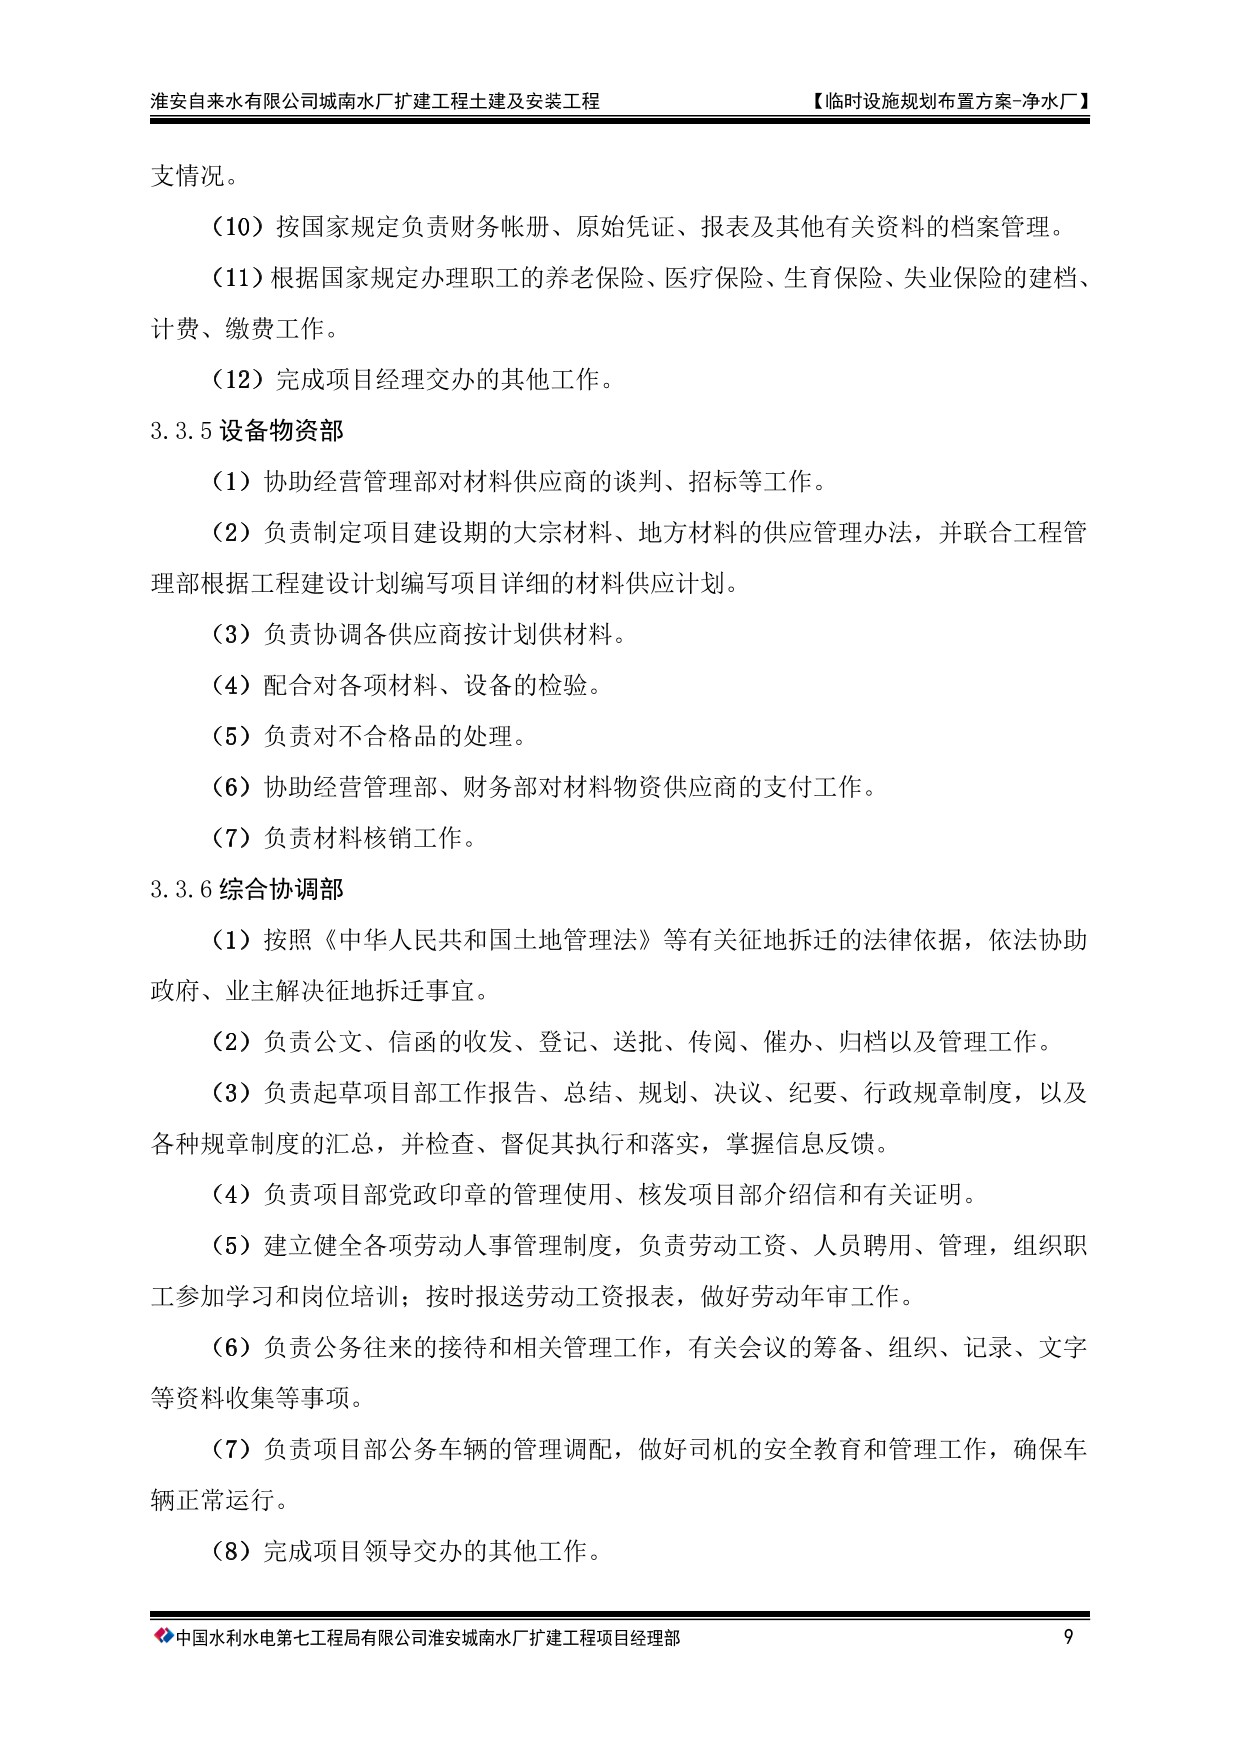 淮安自来水有限公司城南水厂扩建工程土建及安装工程 【临时设施规划布置方案-净水厂】
支情况。
（10）按国家规定负责财务帐册、原始凭证、报表及其他有关资料的档案管理。
（11）根据国家规定办理职工的养老保险、医疗保险、生育保险、失业保险的建档、
计费、缴费工作。
（12）完成项目经理交办的其他工作。
3.3.5 设备物资部
（1）协助经营管理部对材料供应商的谈判、招标等工作。
（2）负责制定项目建设期的大宗材料、地方材料的供应管理办法，并联合工程管
理部根据工程建设计划编写项目详细的材料供应计划。
（3）负责协调各供应商按计划供材料。
（4）配合对各项材料、设备的检验。
（5）负责对不合格品的处理。
（6）协助经营管理部、财务部对材料物资供应商的支付工作。
（7）负责材料核销工作。
3.3.6 综合协调部
（1）按照《中华人民共和国土地管理法》等有关征地拆迁的法律依据，依法协助
政府、业主解决征地拆迁事宜。
（2）负责公文、信函的收发、登记、送批、传阅、催办、归档以及管理工作。
（3）负责起草项目部工作报告、总结、规划、决议、纪要、行政规章制度，以及
各种规章制度的汇总，并检查、督促其执行和落实，掌握信息反馈。
（4）负责项目部党政印章的管理使用、核发项目部介绍信和有关证明。
（5）建立健全各项劳动人事管理制度，负责劳动工资、人员聘用、管理，组织职
工参加学习和岗位培训；按时报送劳动工资报表，做好劳动年审工作。
（6）负责公务往来的接待和相关管理工作，有关会议的筹备、组织、记录、文字
等资料收集等事项。
（7）负责项目部公务车辆的管理调配，做好司机的安全教育和管理工作，确保车
辆正常运行。
（8）完成项目领导交办的其他工作。
中国水利水电第七工程局有限公司淮安城南水厂扩建工程项目经理部 9